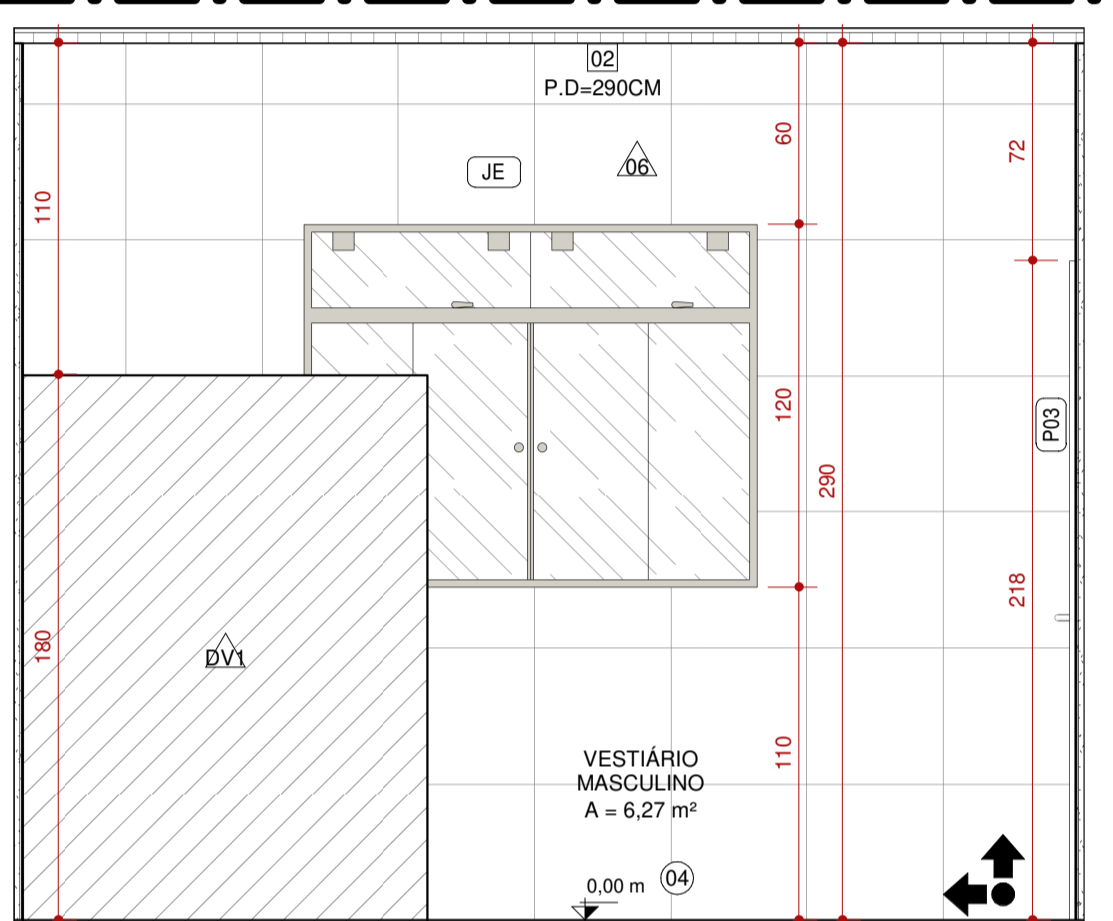 02
P.D=290CM
60
72
JE
06
110
120
P03
290
218
180
DV1
110
VESTIÁRIO
MASCULINO
A = 6,27 m²
0,00 m
04